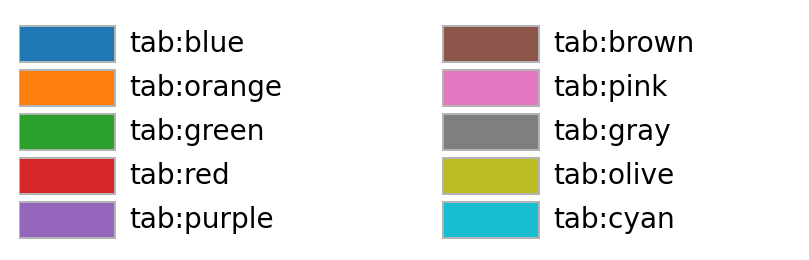 tab:blue
tab:orange
tab:green
tab:red
tab:purple
tab:brown
tab:pink
tab:gray
tab:olive
tab:cyan